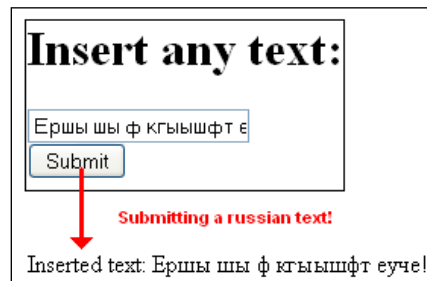 Insert any text:
Ершы шы ф кгыышфт е
Submit
Submitting a russian text!
Inserted text: Ершы шы ф кгыышфт еуче!